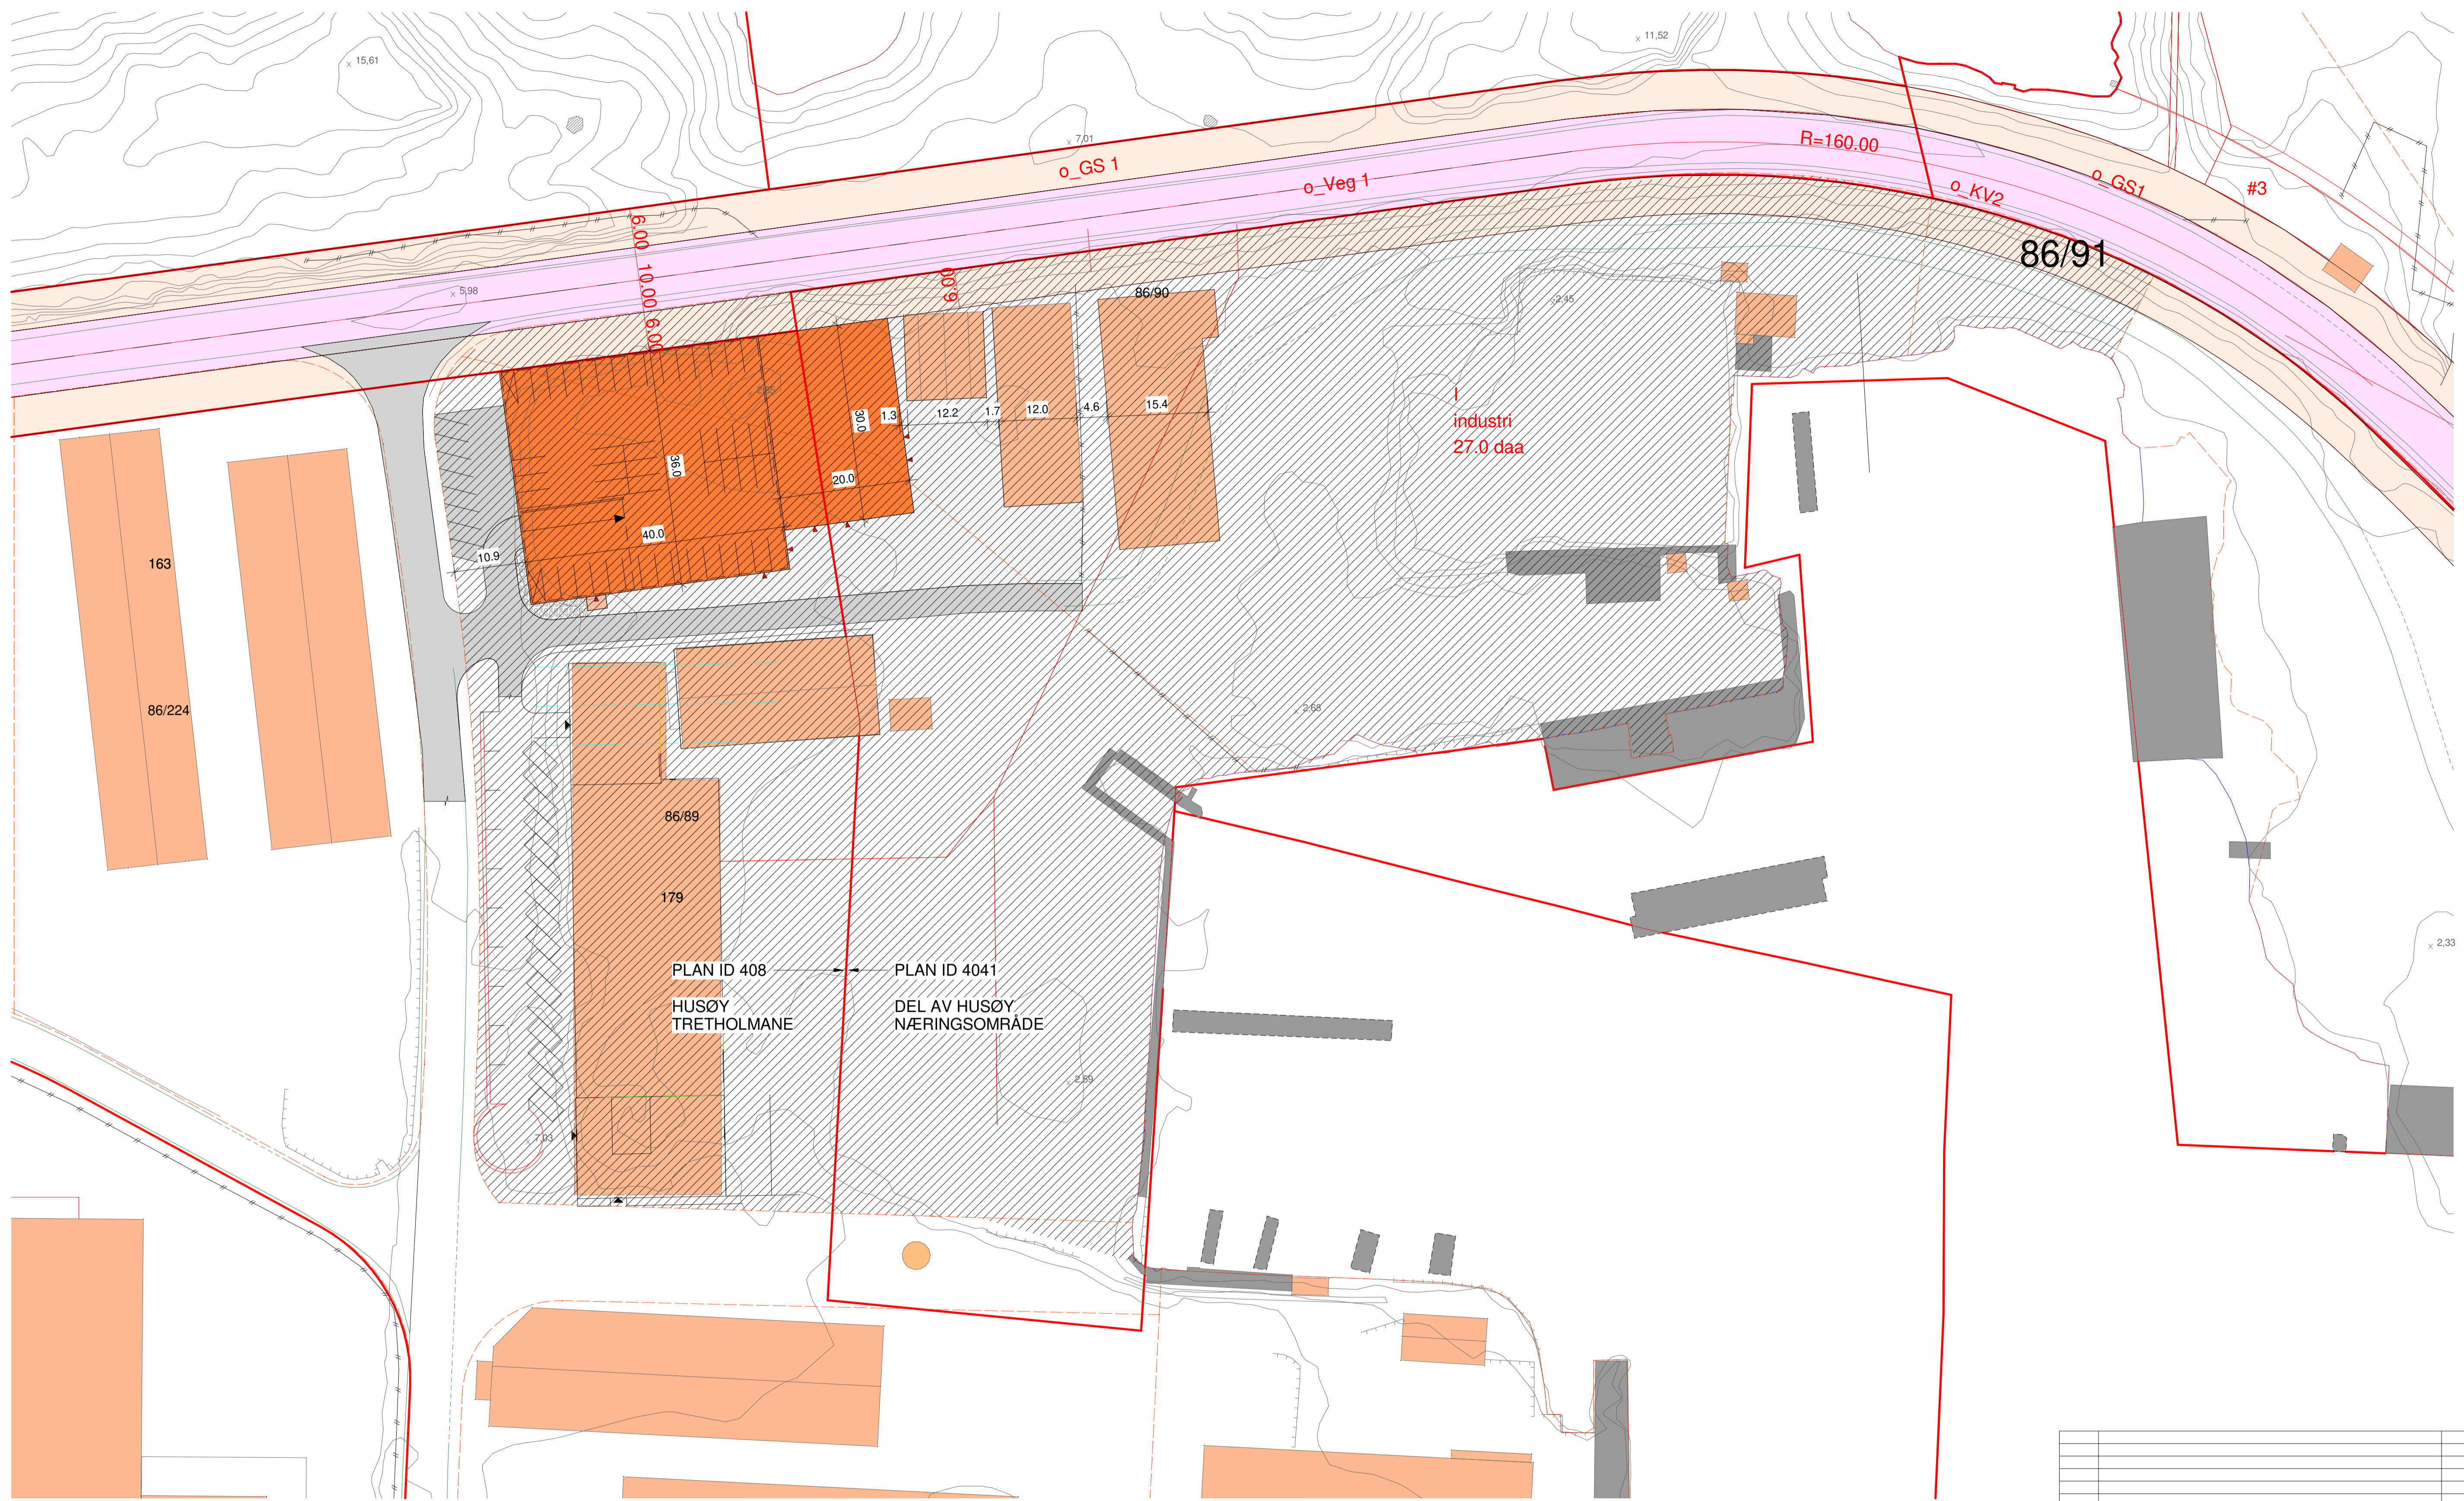 15,61
11,52
7,01
o_GS 1
o_Veg 1
R=160.00
o_KV2
o_GS1
#3
86/91
6.00
10.00
6.00
6.00
5,98
86/90
2,45
1.3
12.2
1.7
12.0
4.6
15.4
30.0
36.0
20.0
40.0
10.9
I
industri
27.0 daa
163
86/224
2,68
86/89
179
2,33
PLAN ID 408
HUSØY
TRETHOLMANE
PLAN ID 4041
DEL AV HUSØY
NÆRINGSOMRÅDE
2,69
7,03